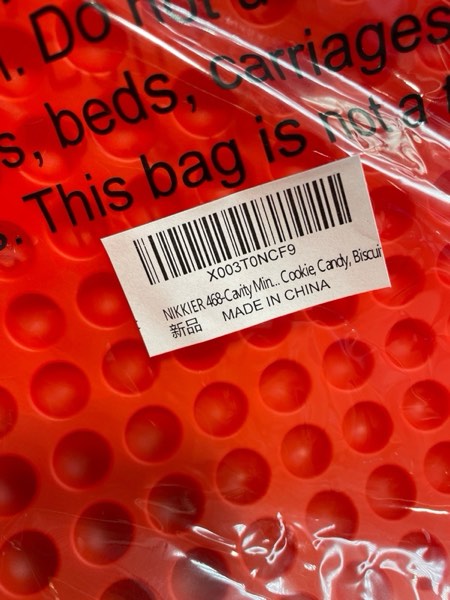 Do not a
s, beds, carriages
This bag is not a t
X003T0NCF9
NIKKIER 468-Cavity Min... Cookie, Candy, Biscui
新品 MADE IN CHINA